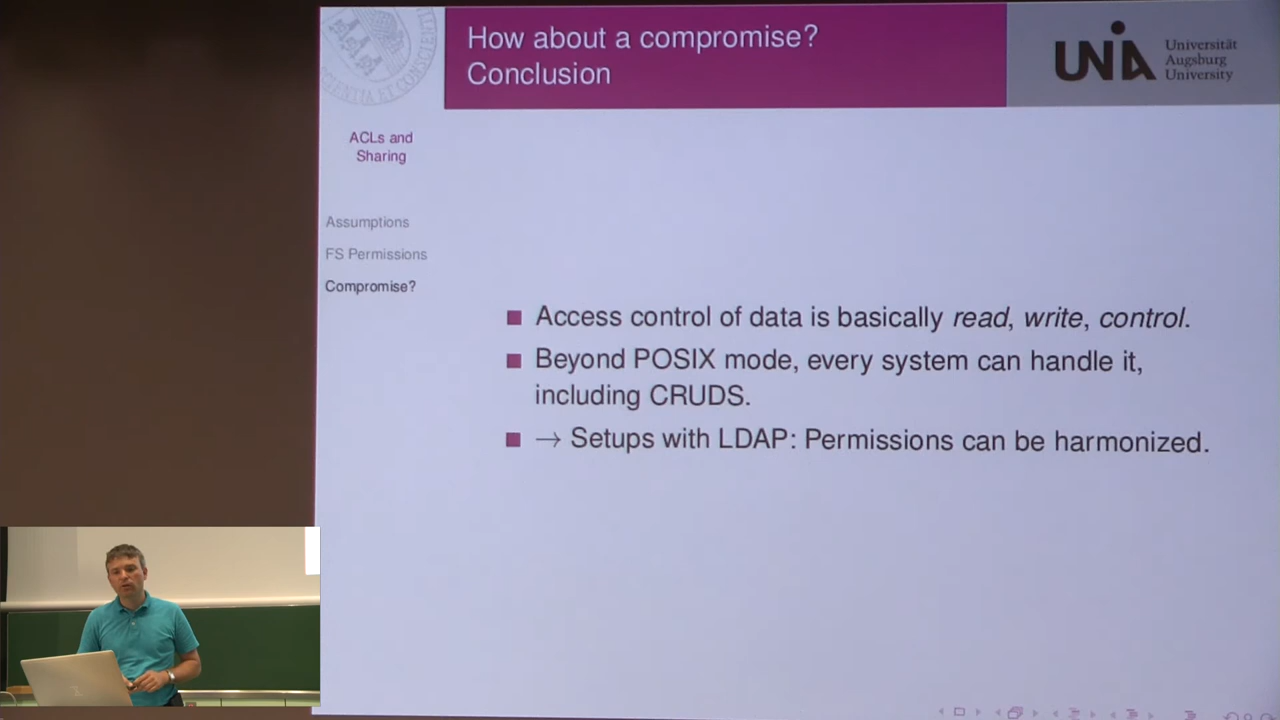 How about a compromise?
Conclusion
UNIA
Universität
Augsburg
University
ACLs and
Sharing
Assumptions
FS Permissions
Compromise?
Access control of data is basically read, write, control.
Beyond POSIX mode, every system can handle it,
including CRUDS.
→ Setups with LDAP: Permissions can be harmonized.